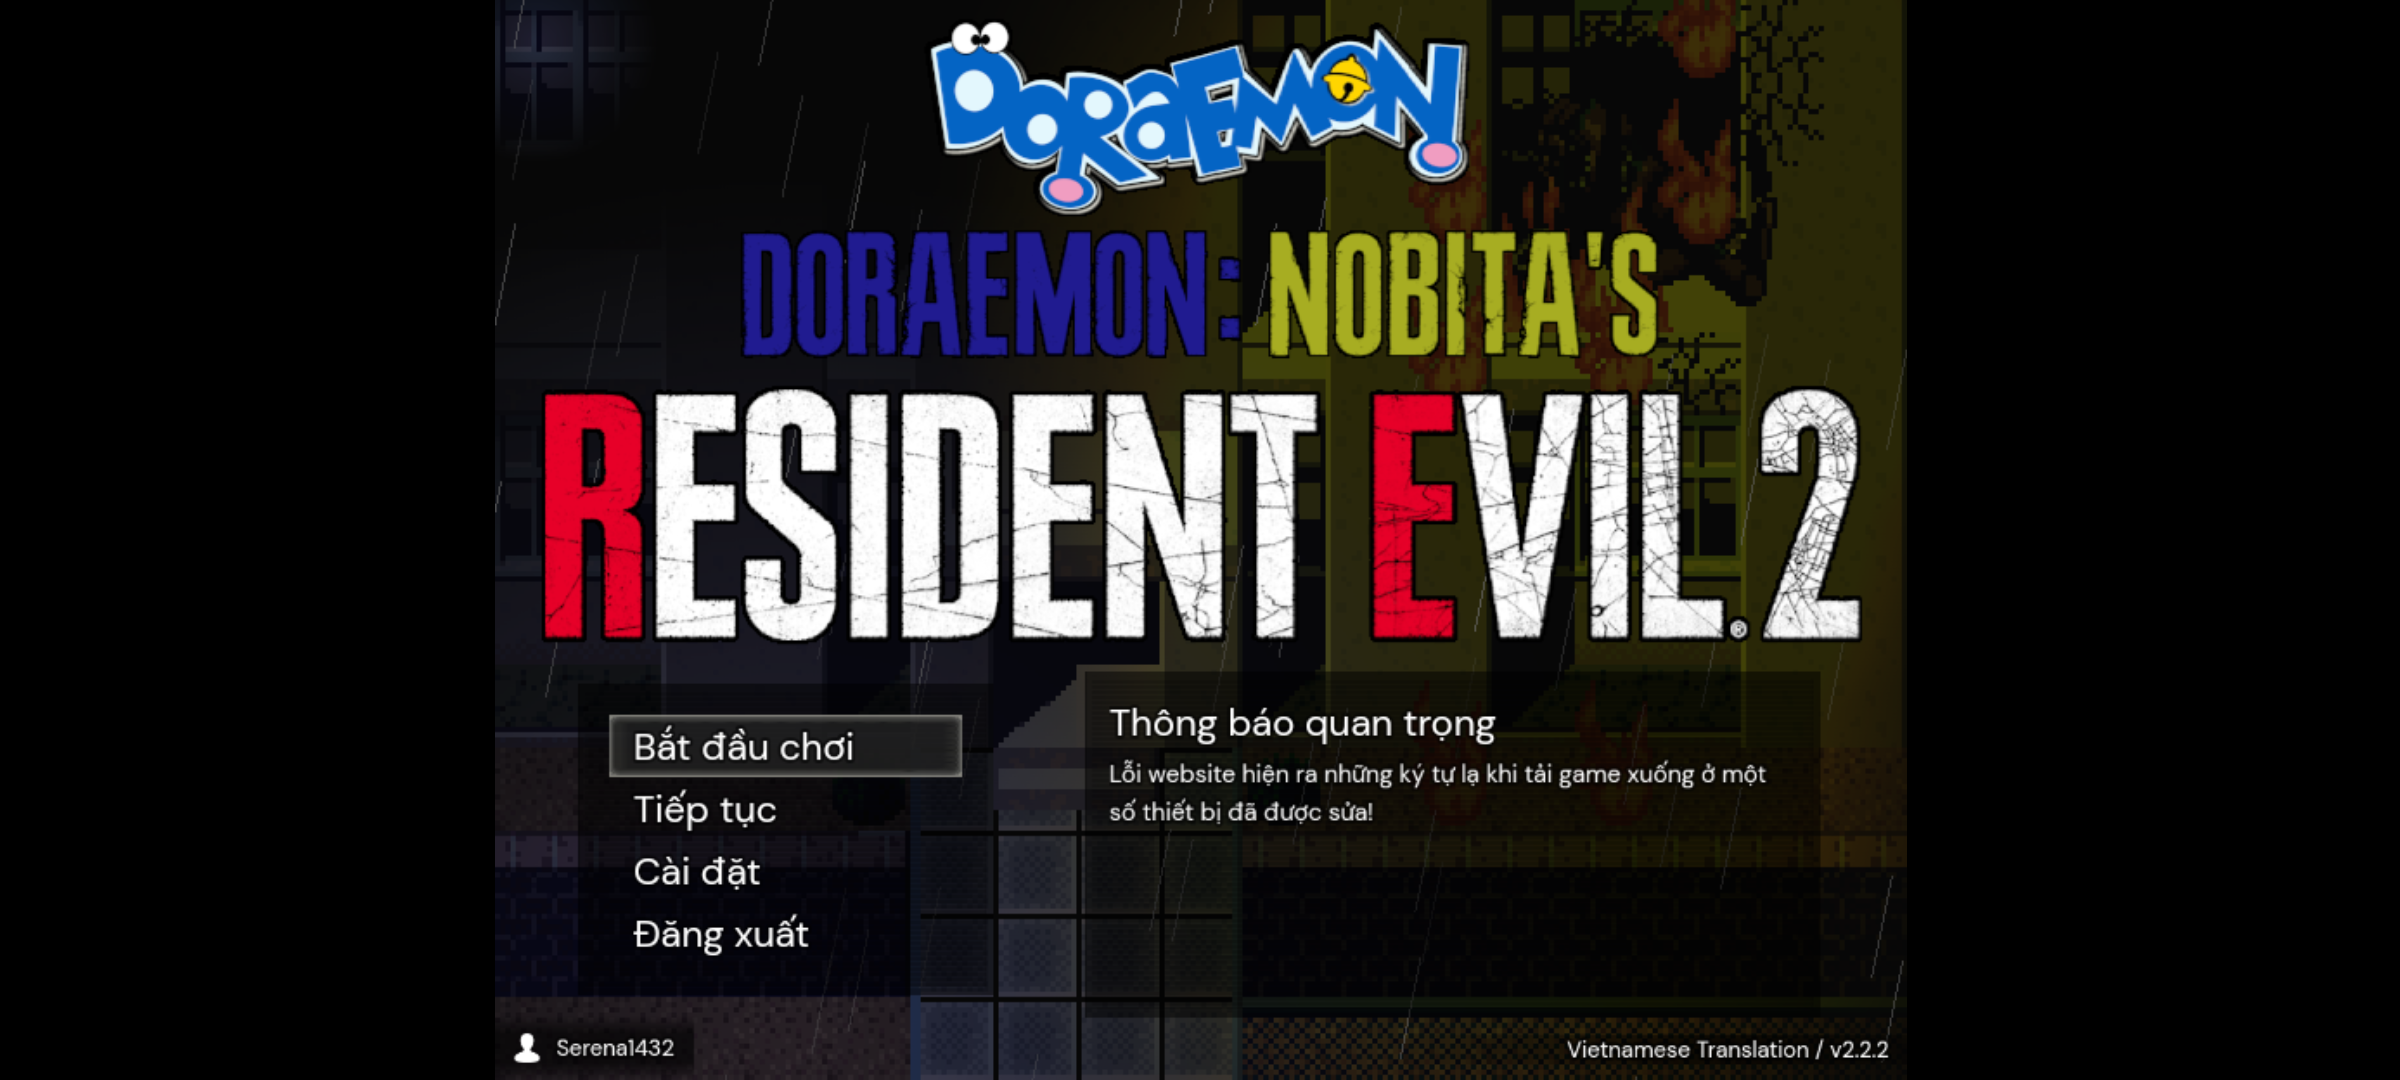 DORAEMON
DORAEMON: NOBITA'S
RESIDENT EVIL.® 2
Bắt đầu chơi
Tiếp tục
Cài đặt
Đăng xuất
Thông báo quan trọng
Lỗi website hiện ra những ký tự lạ khi tải game xuống ở một
số thiết bị đã được sửa!
Serena1432
Vietnamese Translation / v2.2.2